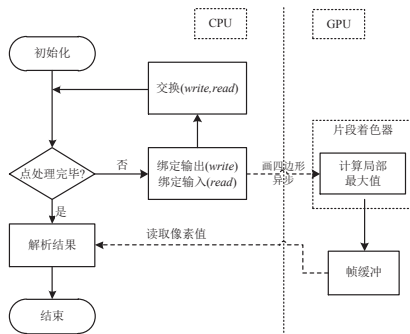 CPU
GPU
初始化
交换(write,read)
片段着色器
点处理完毕?
否
绑定输出(write)
绑定输入(read)
画四边形
异步
计算局部
最大值
是
解析结果
读取像素值
帧缓冲
结束